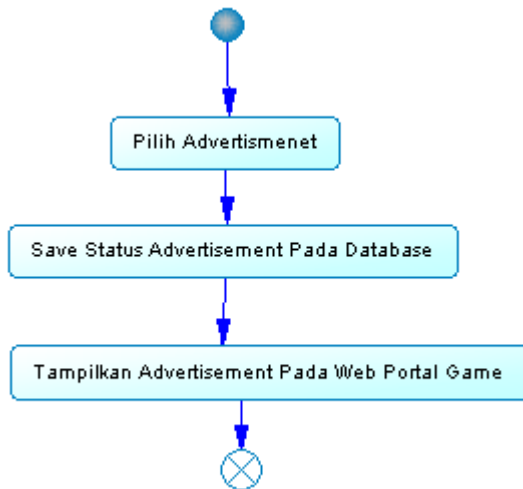 Pilih Advertismenet
Save Status Advertisement Pada Database
Tampilkan Advertisement Pada Web Portal Game